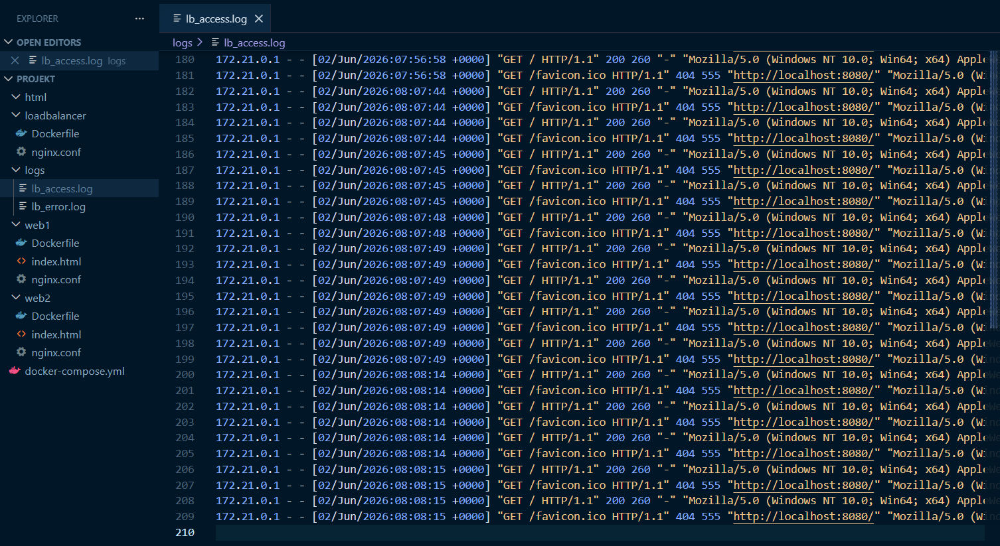 EXPLORER ...
OPEN EDITORS
lb_access.log logs
PROJEKT
html
loadbalancer
Dockerfile
nginx.conf
logs
lb_access.log
lb_error.log
web1
Dockerfile
index.html
nginx.conf
web2
Dockerfile
index.html
nginx.conf
docker-compose.yml
lb_access.log
logs > lb_access.log
180 172.21.0.1 - - [02/Jun/2026:07:56:58 +0000] "GET / HTTP/1.1" 200 260 "-" "Mozilla/5.0 (Windows NT 10.0; Win64; x64) AppleWe
181 172.21.0.1 - - [02/Jun/2026:07:56:58 +0000] "GET /favicon.ico HTTP/1.1" 404 555 "http://localhost:8080/" "Mozilla/5.0 (Wind
182 172.21.0.1 - - [02/Jun/2026:08:07:44 +0000] "GET / HTTP/1.1" 200 260 "-" "Mozilla/5.0 (Windows NT 10.0; Win64; x64) AppleWe
183 172.21.0.1 - - [02/Jun/2026:08:07:44 +0000] "GET /favicon.ico HTTP/1.1" 404 555 "http://localhost:8080/" "Mozilla/5.0 (Wind
184 172.21.0.1 - - [02/Jun/2026:08:07:44 +0000] "GET / HTTP/1.1" 200 260 "-" "Mozilla/5.0 (Windows NT 10.0; Win64; x64) AppleWe
185 172.21.0.1 - - [02/Jun/2026:08:07:44 +0000] "GET /favicon.ico HTTP/1.1" 404 555 "http://localhost:8080/" "Mozilla/5.0 (Wind
186 172.21.0.1 - - [02/Jun/2026:08:07:45 +0000] "GET / HTTP/1.1" 200 260 "-" "Mozilla/5.0 (Windows NT 10.0; Win64; x64) AppleWe
187 172.21.0.1 - - [02/Jun/2026:08:07:45 +0000] "GET /favicon.ico HTTP/1.1" 404 555 "http://localhost:8080/" "Mozilla/5.0 (Wind
188 172.21.0.1 - - [02/Jun/2026:08:07:45 +0000] "GET / HTTP/1.1" 200 260 "-" "Mozilla/5.0 (Windows NT 10.0; Win64; x64) AppleWe
189 172.21.0.1 - - [02/Jun/2026:08:07:45 +0000] "GET /favicon.ico HTTP/1.1" 404 555 "http://localhost:8080/" "Mozilla/5.0 (Wind
190 172.21.0.1 - - [02/Jun/2026:08:07:48 +0000] "GET / HTTP/1.1" 200 260 "-" "Mozilla/5.0 (Windows NT 10.0; Win64; x64) AppleWe
191 172.21.0.1 - - [02/Jun/2026:08:07:48 +0000] "GET /favicon.ico HTTP/1.1" 404 555 "http://localhost:8080/" "Mozilla/5.0 (Wind
192 172.21.0.1 - - [02/Jun/2026:08:07:49 +0000] "GET / HTTP/1.1" 200 260 "-" "Mozilla/5.0 (Windows NT 10.0; Win64; x64) AppleWe
193 172.21.0.1 - - [02/Jun/2026:08:07:49 +0000] "GET /favicon.ico HTTP/1.1" 404 555 "http://localhost:8080/" "Mozilla/5.0 (Wind
194 172.21.0.1 - - [02/Jun/2026:08:07:49 +0000] "GET / HTTP/1.1" 200 260 "-" "Mozilla/5.0 (Windows NT 10.0; Win64; x64) AppleWe
195 172.21.0.1 - - [02/Jun/2026:08:07:49 +0000] "GET /favicon.ico HTTP/1.1" 404 555 "http://localhost:8080/" "Mozilla/5.0 (Wind
196 172.21.0.1 - - [02/Jun/2026:08:07:49 +0000] "GET / HTTP/1.1" 200 260 "-" "Mozilla/5.0 (Windows NT 10.0; Win64; x64) AppleWe
197 172.21.0.1 - - [02/Jun/2026:08:07:49 +0000] "GET /favicon.ico HTTP/1.1" 404 555 "http://localhost:8080/" "Mozilla/5.0 (Wind
198 172.21.0.1 - - [02/Jun/2026:08:07:49 +0000] "GET / HTTP/1.1" 200 260 "-" "Mozilla/5.0 (Windows NT 10.0; Win64; x64) AppleWe
199 172.21.0.1 - - [02/Jun/2026:08:07:49 +0000] "GET /favicon.ico HTTP/1.1" 404 555 "http://localhost:8080/" "Mozilla/5.0 (Wind
200 172.21.0.1 - - [02/Jun/2026:08:08:14 +0000] "GET / HTTP/1.1" 200 260 "-" "Mozilla/5.0 (Windows NT 10.0; Win64; x64) AppleWe
201 172.21.0.1 - - [02/Jun/2026:08:08:14 +0000] "GET /favicon.ico HTTP/1.1" 404 555 "http://localhost:8080/" "Mozilla/5.0 (Wind
202 172.21.0.1 - - [02/Jun/2026:08:08:14 +0000] "GET / HTTP/1.1" 200 260 "-" "Mozilla/5.0 (Windows NT 10.0; Win64; x64) AppleWe
203 172.21.0.1 - - [02/Jun/2026:08:08:14 +0000] "GET /favicon.ico HTTP/1.1" 404 555 "http://localhost:8080/" "Mozilla/5.0 (Wind
204 172.21.0.1 - - [02/Jun/2026:08:08:14 +0000] "GET / HTTP/1.1" 200 260 "-" "Mozilla/5.0 (Windows NT 10.0; Win64; x64) AppleWe
205 172.21.0.1 - - [02/Jun/2026:08:08:14 +0000] "GET /favicon.ico HTTP/1.1" 404 555 "http://localhost:8080/" "Mozilla/5.0 (Wind
206 172.21.0.1 - - [02/Jun/2026:08:08:15 +0000] "GET / HTTP/1.1" 200 260 "-" "Mozilla/5.0 (Windows NT 10.0; Win64; x64) AppleWe
207 172.21.0.1 - - [02/Jun/2026:08:08:15 +0000] "GET /favicon.ico HTTP/1.1" 404 555 "http://localhost:8080/" "Mozilla/5.0 (Wind
208 172.21.0.1 - - [02/Jun/2026:08:08:15 +0000] "GET / HTTP/1.1" 200 260 "-" "Mozilla/5.0 (Windows NT 10.0; Win64; x64) AppleWe
209 172.21.0.1 - - [02/Jun/2026:08:08:15 +0000] "GET /favicon.ico HTTP/1.1" 404 555 "http://localhost:8080/" "Mozilla/5.0 (Wind
210